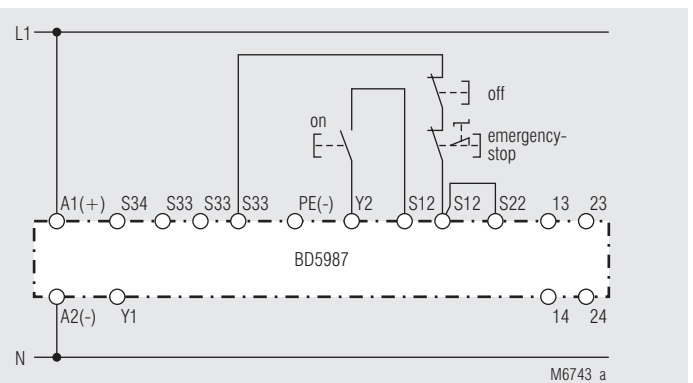 L1
off
on
emergency-
stop
A1(+) S34 S33 S33 S33 PE(-) Y2 S12 S12 S22 13 23
BD5987
A2(-) Y1 14 24
N
M6743 a